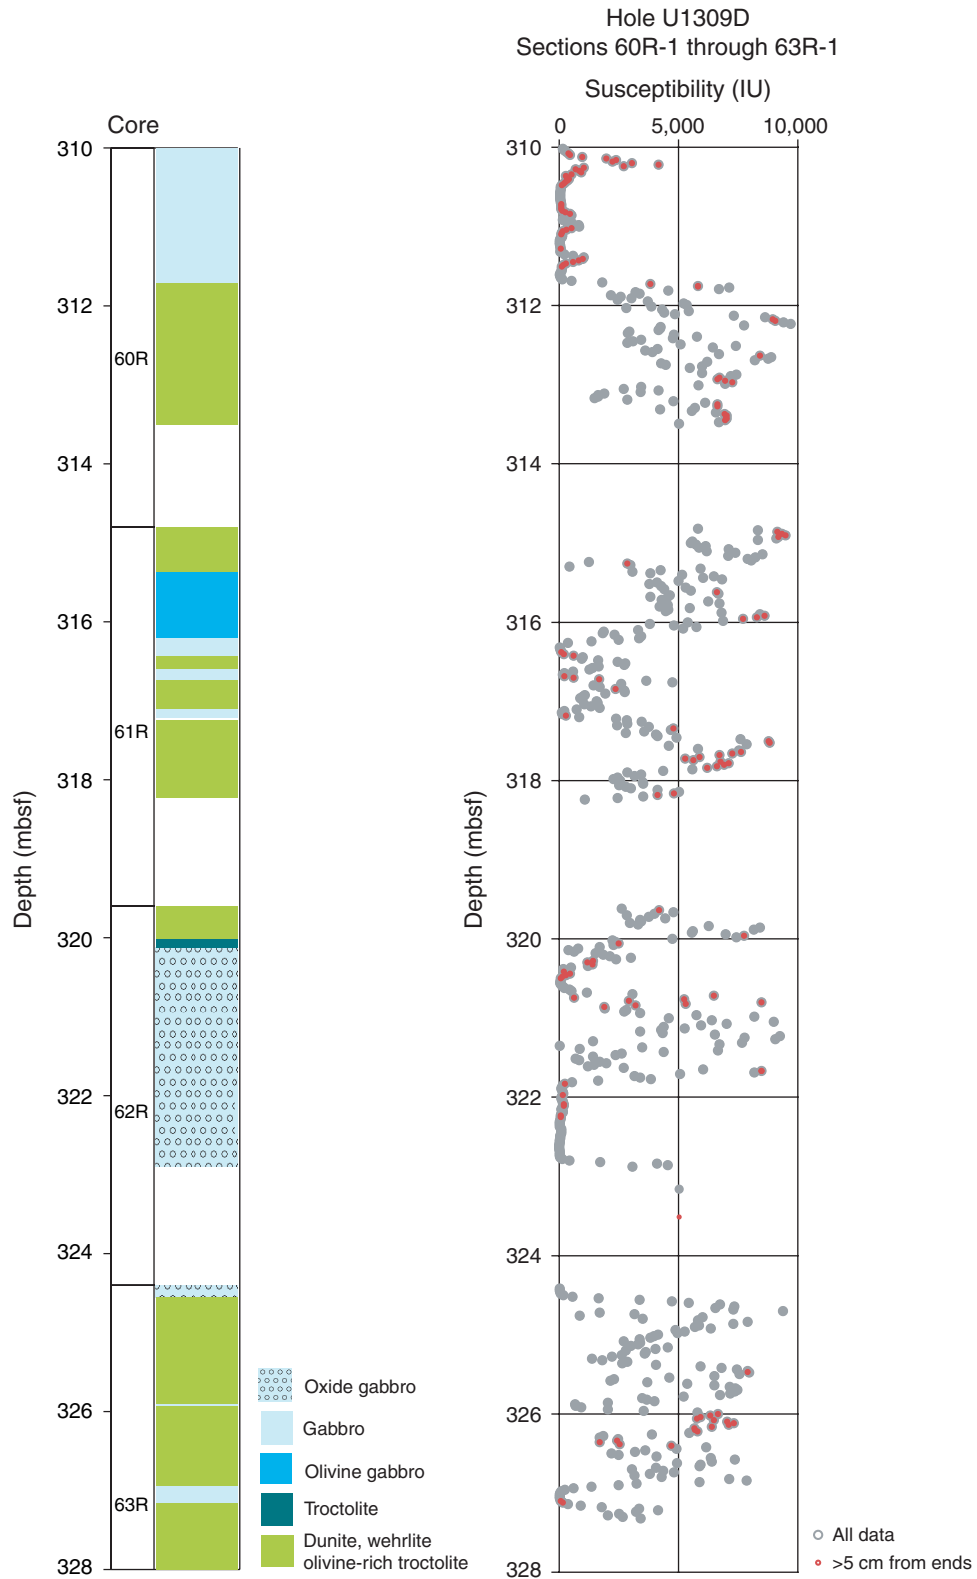 Hole U1309D
Sections 60R-1 through 63R-1
Susceptibility (IU)
Core
0 5,000 10,000
310
312
314
316
318
320
322
324
326
328
Depth (mbsf)
60R
61R
62R
63R
310
312
314
316
318
320
322
324
326
328
Depth (mbsf)
Oxide gabbro
Gabbro
Olivine gabbro
Troctolite
Dunite, wehrlite
olivine-rich troctolite
All data
>5 cm from ends